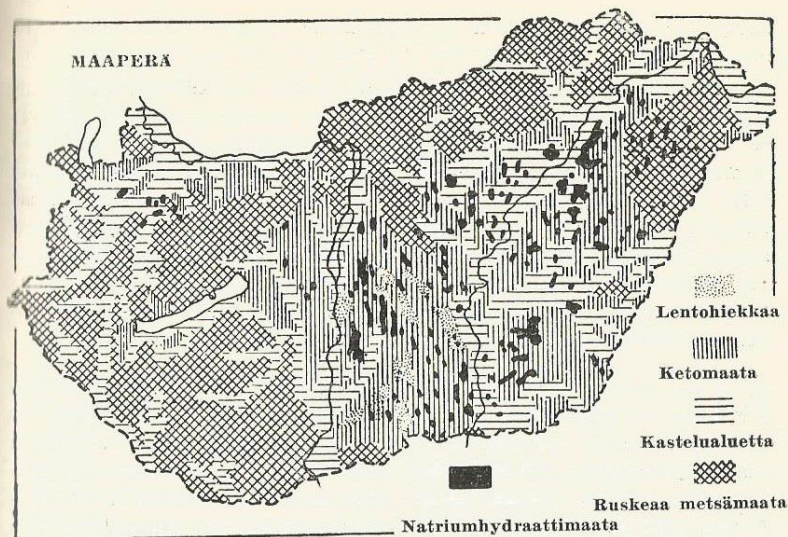 MAAPERÄ
Lentohiekkaa
Ketomaata
Kastelualuetta
Ruskeaa metsämaata
Natriumhydraattimaata